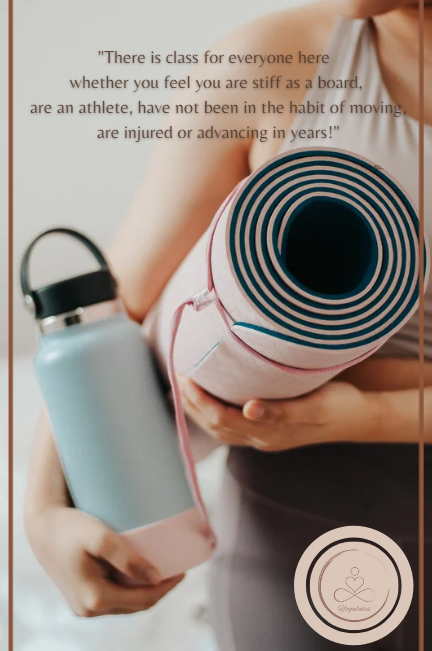 "There is class for everyone here
whether you feel you are stiff as a board,
are an athlete, have not been in the habit of moving,
are injured or advancing in years!"